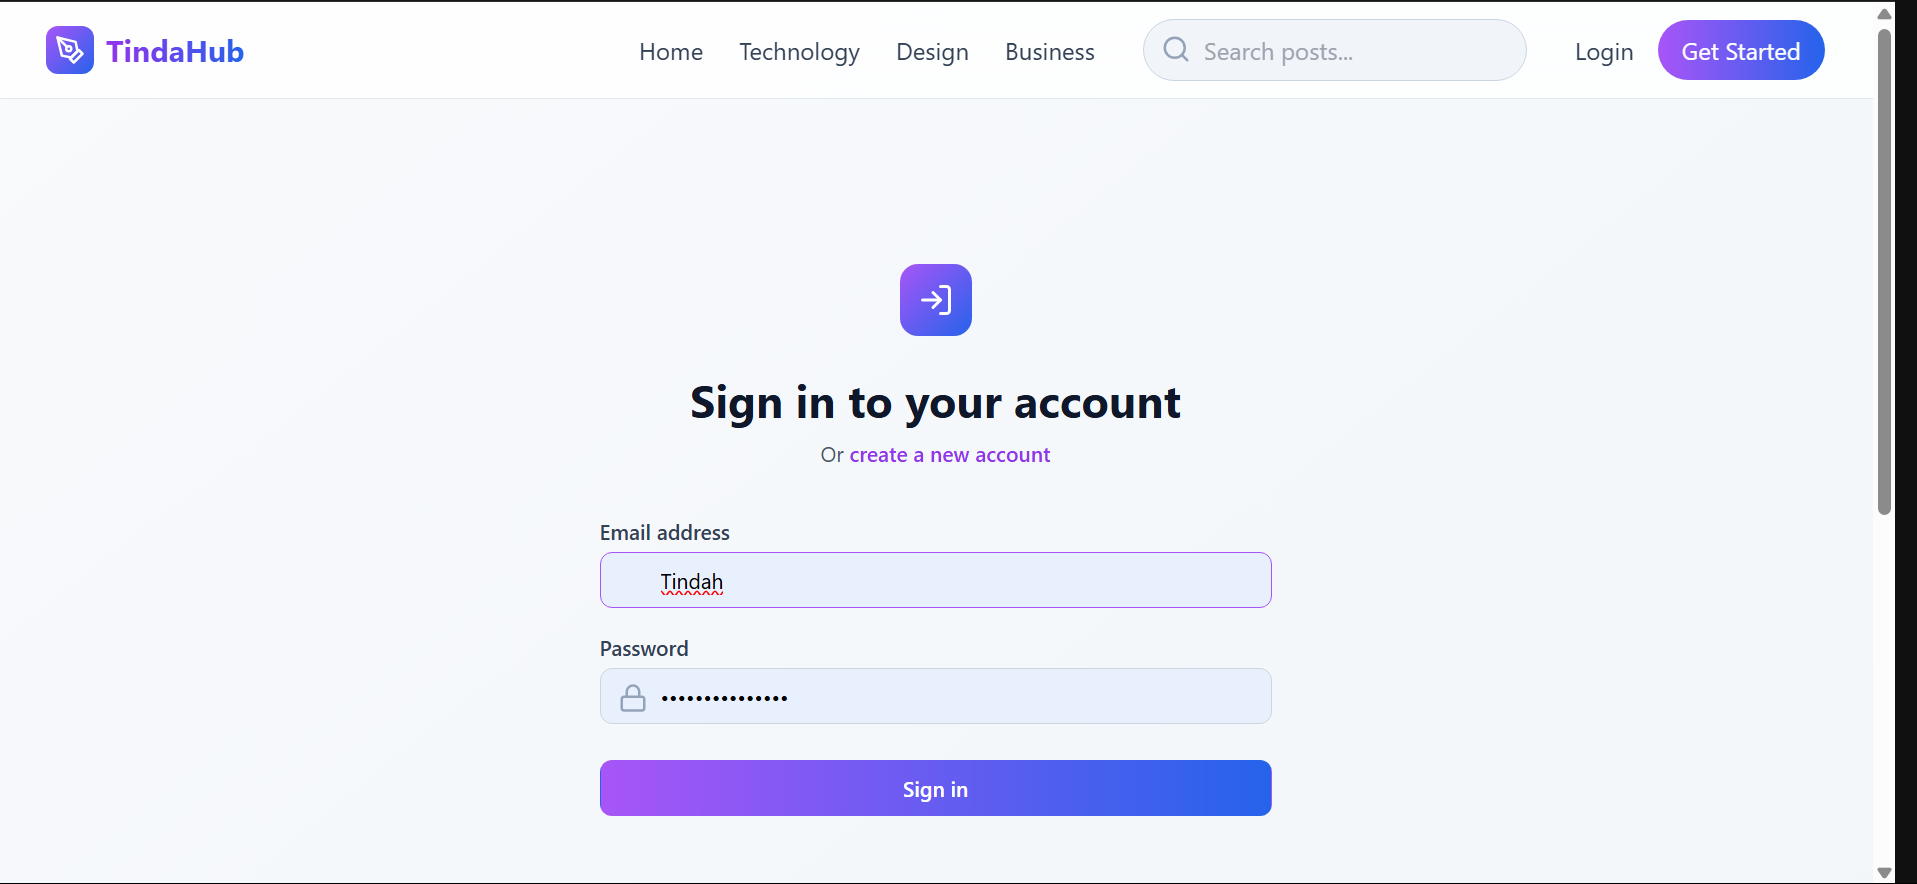 TindaHub
Home Technology Design Business Search posts... Login Get Started
Sign in to your account
Or create a new account
Email address
Tindah
Password
•••••••••••••••
Sign in